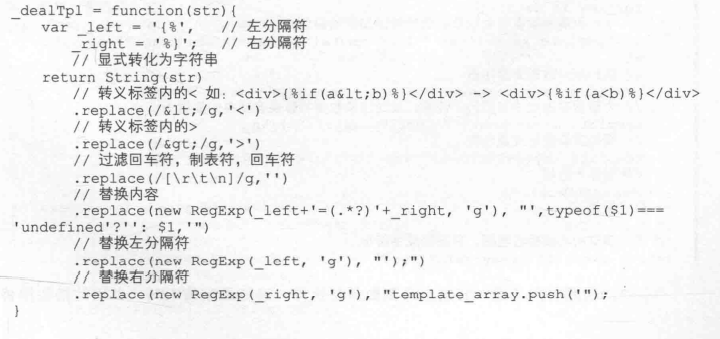 _dealTpl = function(str){
    var _left = '{%',    // 左分隔符
        _right = '%}';   // 右分隔符
        // 显式转化为字符串
    return String(str)
        // 转义标签内的< 如: <div>{%if(a&lt;b)%}</div> -> <div>{%if(a<b)%}</div>
        .replace(/&lt;/g,'<')
        // 转义标签内的>
        .replace(/&gt;/g,'>')
        // 过滤回车符，制表符，回车符
        .replace(/[\r\t\n]/g,'')
        // 替换内容
        .replace(new RegExp(_left+'=(.*?)'+_right, 'g'), "',typeof($1)===
'undefined'?'': $1,'")
        // 替换左分隔符
        .replace(new RegExp(_left, 'g'), "');")
        // 替换右分隔符
        .replace(new RegExp(_right, 'g'), "template_array.push('");
}